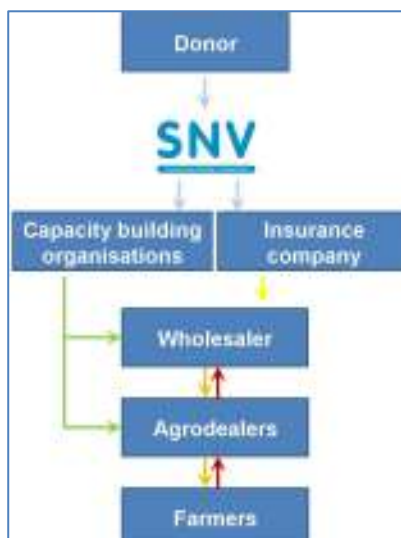 Donor
SNV
Capacity building
organisations
Insurance
company
Wholesaler
Agrodealers
Farmers